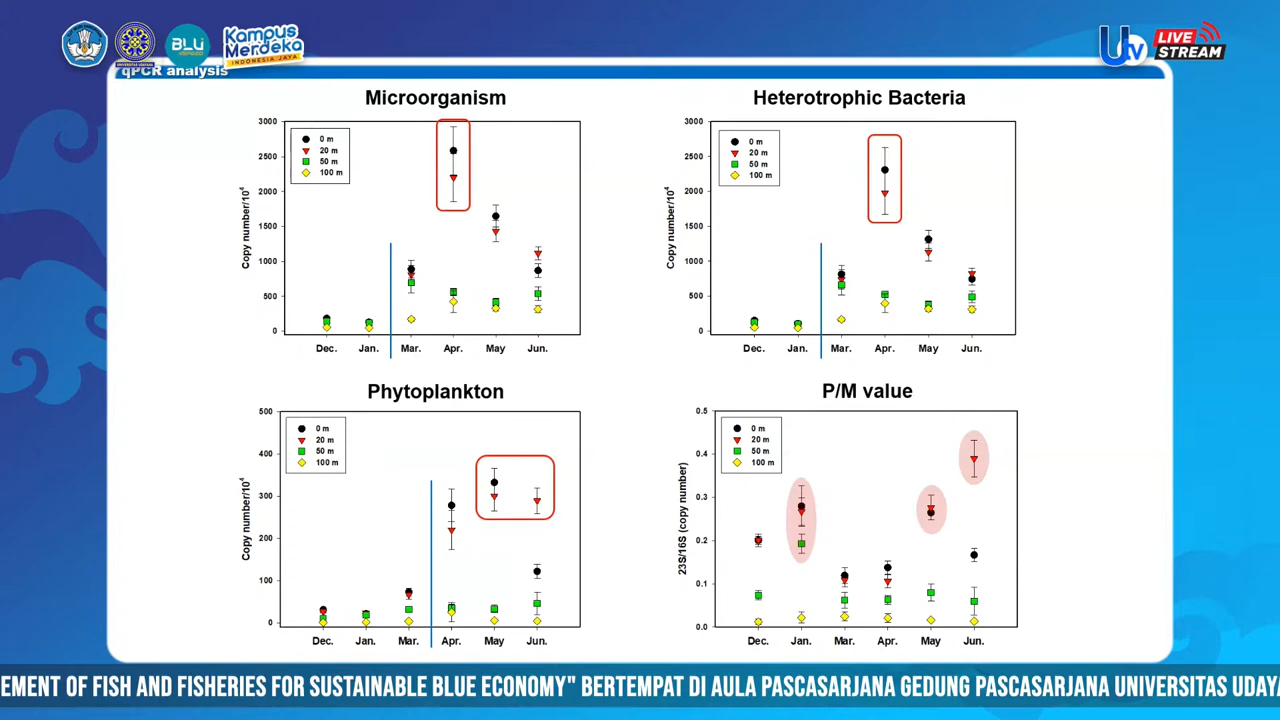 BLU
Kampus
Merdeka
INDONESIA JAYA
UNIVERSITAS UDAYANA
Utv
LIVE
STREAM
qPCR analysis
Microorganism
3000
2500
2000
1500
1000
500
0
Copy number/10⁴
0 m
20 m
50 m
100 m
Dec. Jan. Mar. Apr. May Jun.
Heterotrophic Bacteria
3000
2500
2000
1500
1000
500
0
Copy number/10⁴
0 m
20 m
50 m
100 m
Dec. Jan. Mar. Apr. May Jun.
Phytoplankton
500
400
300
200
100
0
Copy number/10⁴
0 m
20 m
50 m
100 m
Dec. Jan. Mar. Apr. May Jun.
P/M value
0.5
0.4
0.3
0.2
0.1
0.0
23S/16S (copy number)
0 m
20 m
50 m
100 m
Dec. Jan. Mar. Apr. May Jun.
EMENT OF FISH AND FISHERIES FOR SUSTAINABLE BLUE ECONOMY" BERTEMPAT DI AULA PASCASARJANA GEDUNG PASCASARJANA UNIVERSITAS UDAYA